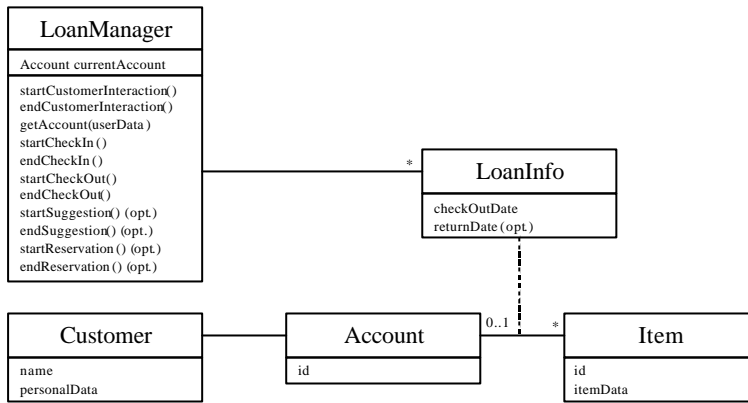 LoanManager
Account currentAccount
startCustomerInteraction()
endCustomerInteraction()
getAccount(userData)
startCheckIn()
endCheckIn()
startCheckOut()
endCheckOut()
startSuggestion() (opt.)
endSuggestion() (opt.)
startReservation() (opt.)
endReservation() (opt.)
*
LoanInfo
checkOutDate
returnDate (opt.)
Customer
name
personalData
Account
id
0..1
*
Item
id
itemData